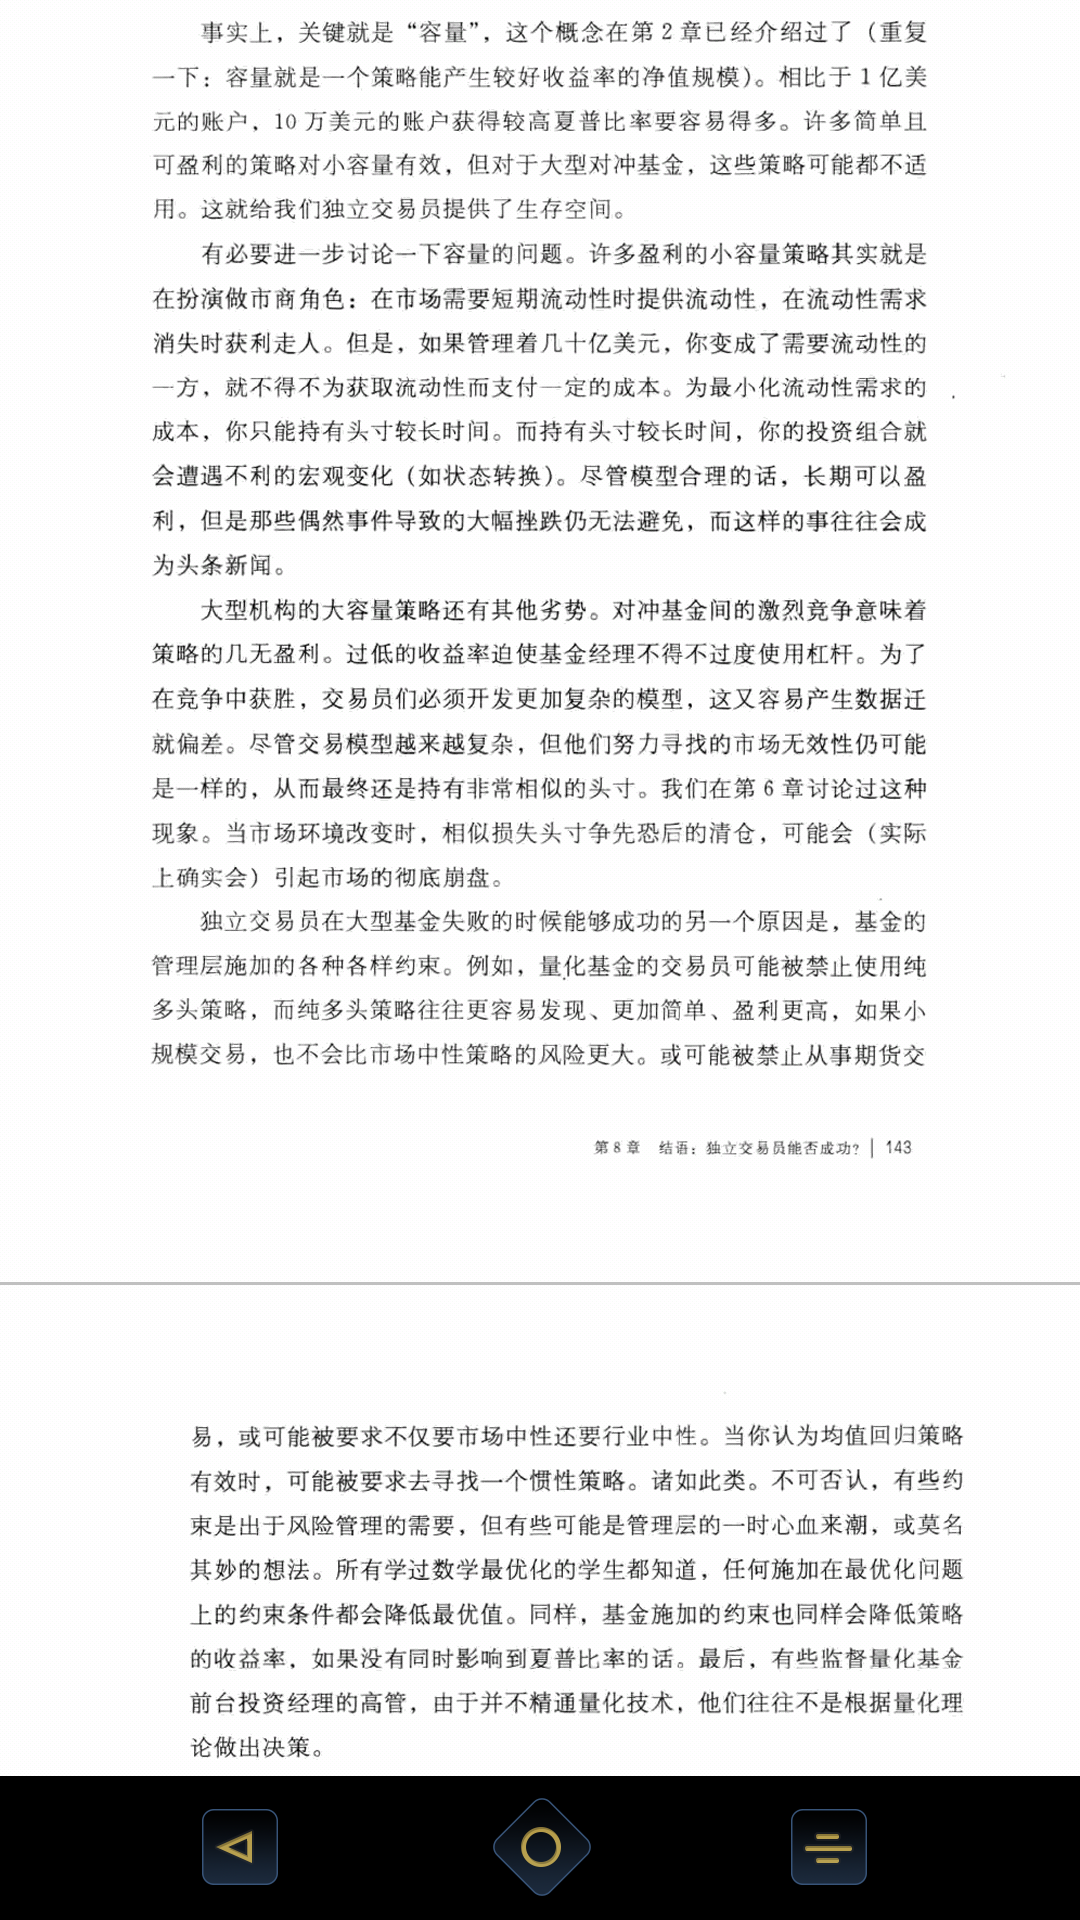 事实上，关键就是“容量”，这个概念在第 2 章已经介绍过了（重复
一下：容量就是一个策略能产生较好收益率的净值规模）。相比于 1 亿美
元的账户，10 万美元的账户获得较高夏普比率要容易得多。许多简单且
可盈利的策略对小容量有效，但对于大型对冲基金，这些策略可能都不适
用。这就给我们独立交易员提供了生存空间。
有必要进一步讨论一下容量的问题。许多盈利的小容量策略其实就是
在扮演做市商角色：在市场需要短期流动性时提供流动性，在流动性需求
消失时获利走人。但是，如果管理着几十亿美元，你变成了需要流动性的
一方，就不得不为获取流动性而支付一定的成本。为最小化流动性需求的
成本，你只能持有头寸较长时间。而持有头寸较长时间，你的投资组合就
会遭遇不利的宏观变化（如状态转换）。尽管模型合理的话，长期可以盈
利，但是那些偶然事件导致的大幅挫跌仍无法避免，而这样的事往往会成
为头条新闻。
大型机构的大容量策略还有其他劣势。对冲基金间的激烈竞争意味着
策略的几无盈利。过低的收益率迫使基金经理不得不过度使用杠杆。为了
在竞争中获胜，交易员们必须开发更加复杂的模型，这又容易产生数据迁
就偏差。尽管交易模型越来越复杂，但他们努力寻找的市场无效性仍可能
是一样的，从而最终还是持有非常相似的头寸。我们在第 6 章讨论过这种
现象。当市场环境改变时，相似损失头寸争先恐后的清仓，可能会（实际
上确实会）引起市场的彻底崩盘。
独立交易员在大型基金失败的时候能够成功的另一个原因是，基金的
管理层施加的各种各样约束。例如，量化基金的交易员可能被禁止使用纯
多头策略，而纯多头策略往往更容易发现、更加简单、盈利更高，如果小
规模交易，也不会比市场中性策略的风险更大。或可能被禁止从事期货交
第 8 章 结语：独立交易员能否成功？ | 143
易，或可能被要求不仅要市场中性还要行业中性。当你认为均值回归策略
有效时，可能被要求去寻找一个惯性策略。诸如此类。不可否认，有些约
束是出于风险管理的需要，但有些可能是管理层的一时心血来潮，或莫名
其妙的想法。所有学过数学最优化的学生都知道，任何施加在最优化问题
上的约束条件都会降低最优值。同样，基金施加的约束也同样会降低策略
的收益率，如果没有同时影响到夏普比率的话。最后，有些监督量化基金
前台投资经理的高管，由于并不精通量化技术，他们往往不是根据量化理
论做出决策。